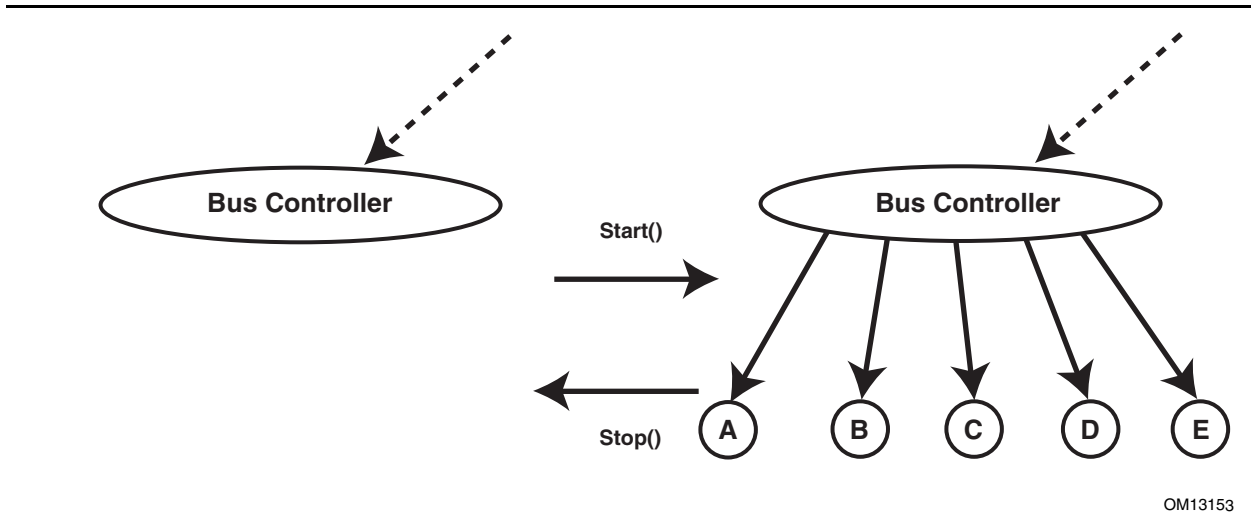 Bus Controller
Bus Controller
Start()
Stop()
A
B
C
D
E
OM13153